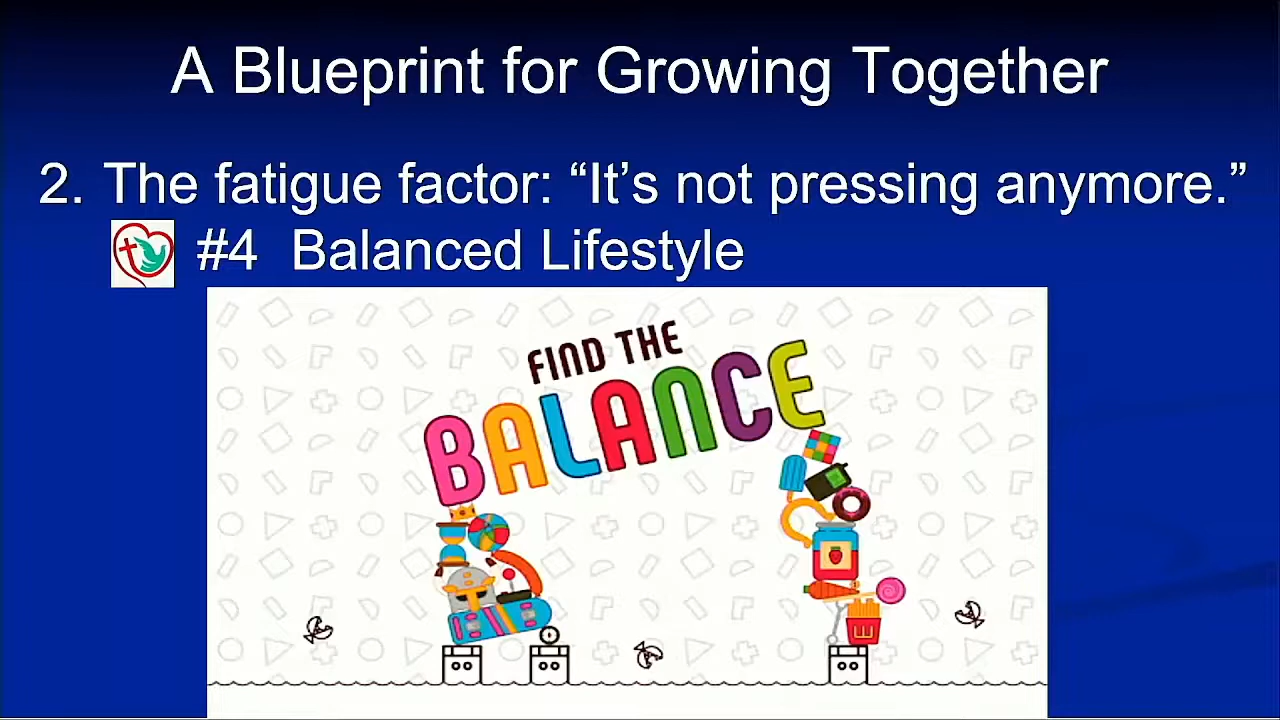 A Blueprint for Growing Together
2. The fatigue factor: “It’s not pressing anymore.”
#4 Balanced Lifestyle
FIND THE
BALANCE